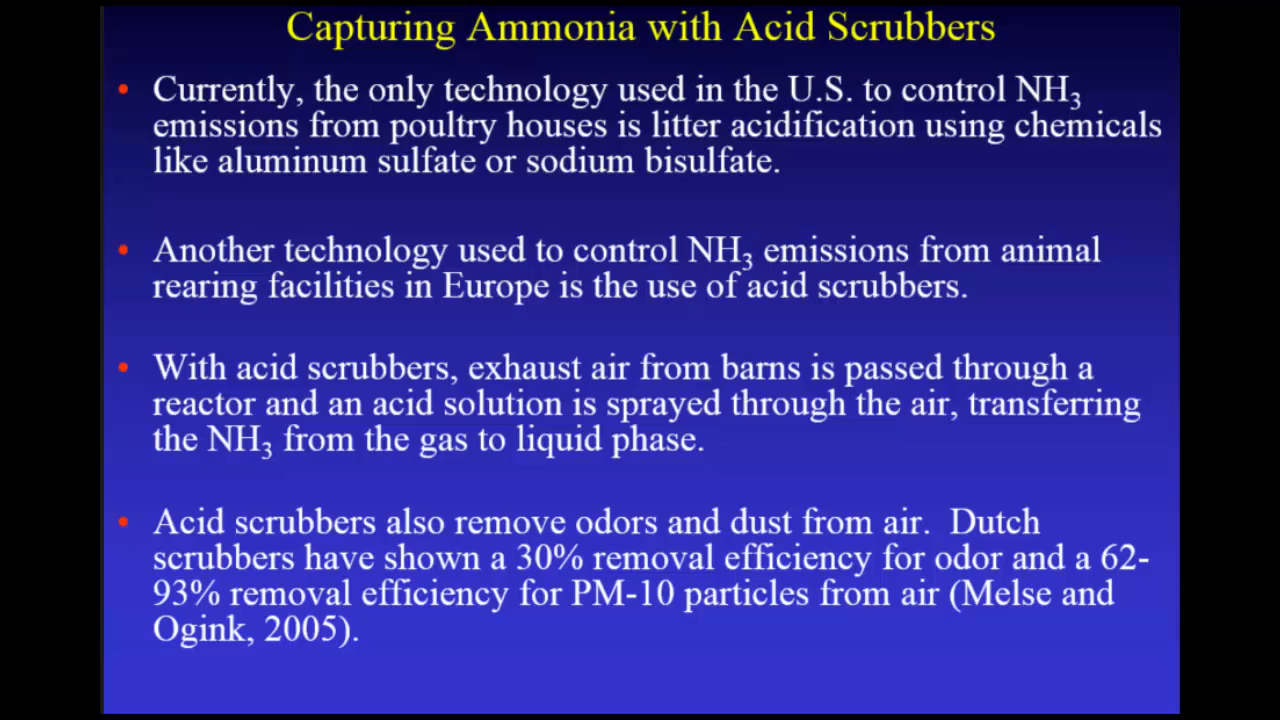 Capturing Ammonia with Acid Scrubbers
• Currently, the only technology used in the U.S. to control NH3
emissions from poultry houses is litter acidification using chemicals
like aluminum sulfate or sodium bisulfate.
• Another technology used to control NH3 emissions from animal
rearing facilities in Europe is the use of acid scrubbers.
• With acid scrubbers, exhaust air from barns is passed through a
reactor and an acid solution is sprayed through the air, transferring
the NH3 from the gas to liquid phase.
• Acid scrubbers also remove odors and dust from air.  Dutch
scrubbers have shown a 30% removal efficiency for odor and a 62-
93% removal efficiency for PM-10 particles from air (Melse and
Ogink, 2005).